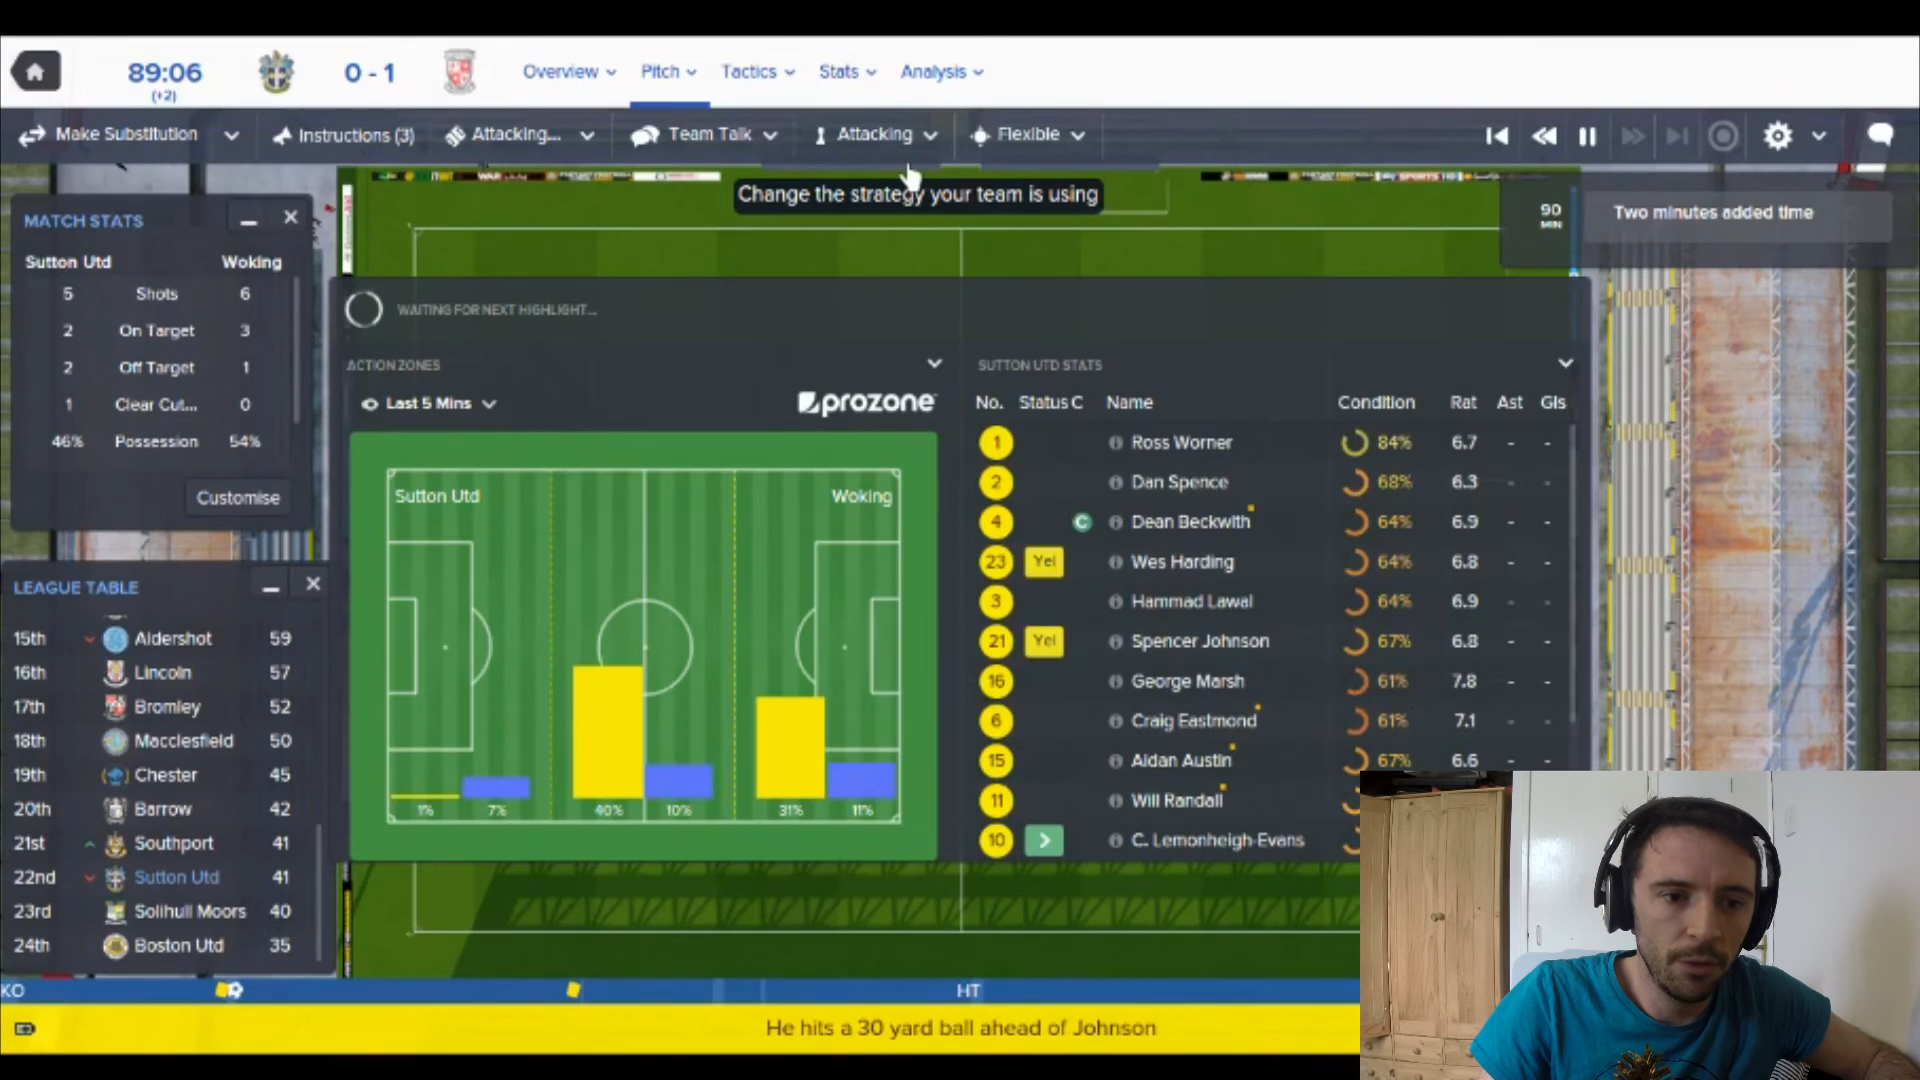 89:06
(+2)
0 - 1
Overview
Pitch
Tactics
Stats
Analysis
Make Substitution
Instructions (3)
Attacking...
Team Talk
Attacking
Flexible
Change the strategy your team is using
90
MIN
Two minutes added time
MATCH STATS
Sutton Utd Woking
5 Shots 6
2 On Target 3
2 Off Target 1
1 Clear Cut... 0
46% Possession 54%
Customise
WAITING FOR NEXT HIGHLIGHT...
ACTION ZONES
Last 5 Mins
prozone
Sutton Utd Woking
1% 7% 40% 10% 31% 11%
SUTTON UTD STATS
No. Status C Name Condition Rat Ast Gls
1 Ross Worner 84% 6.7 - -
2 Dan Spence 68% 6.3 - -
4 C Dean Beckwith 64% 6.9 - -
23 Yel Wes Harding 64% 6.8 - -
3 Hammad Lawal 64% 6.9 - -
21 Yel Spencer Johnson 67% 6.8 - -
16 George Marsh 61% 7.8 - -
6 Craig Eastmond 61% 7.1 - -
15 Aidan Austin 67% 6.6 - -
11 Will Randall
10 C. Lemonheigh-Evans
LEAGUE TABLE
15th Aldershot 59
16th Lincoln 57
17th Bromley 52
18th Macclesfield 50
19th Chester 45
20th Barrow 42
21st Southport 41
22nd Sutton Utd 41
23rd Solihull Moors 40
24th Boston Utd 35
KO
HT
He hits a 30 yard ball ahead of Johnson